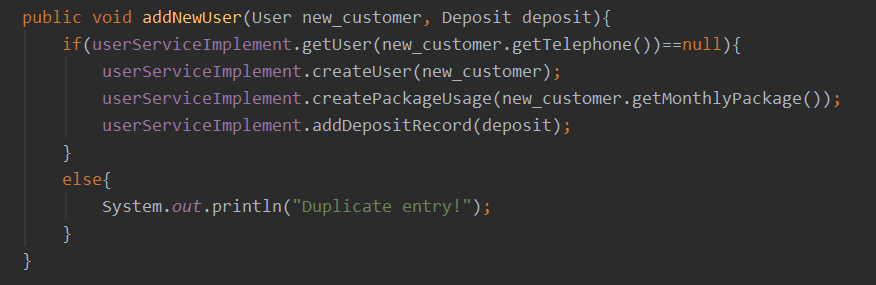 public void addNewUser(User new_customer, Deposit deposit){
    if(userServiceImplement.getUser(new_customer.getTelephone())==null){
        userServiceImplement.createUser(new_customer);
        userServiceImplement.createPackageUsage(new_customer.getMonthlyPackage());
        userServiceImplement.addDepositRecord(deposit);
    }
    else{
        System.out.println("Duplicate entry!");
    }
}